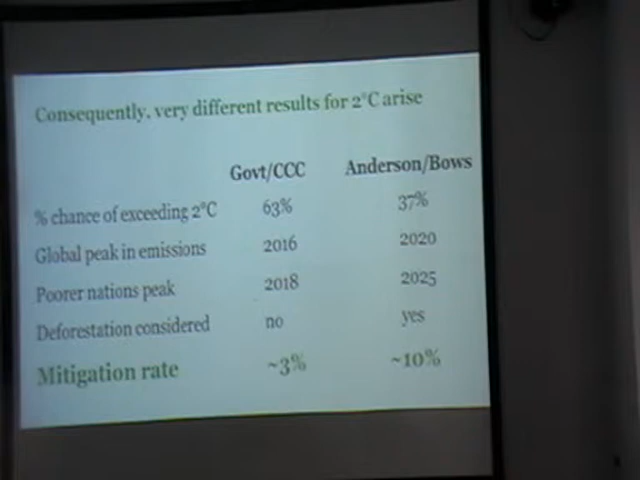 Consequently, very different results for 2°C arise
Govt/CCC Anderson/Bows
% chance of exceeding 2°C 63% 37%
Global peak in emissions 2016 2020
Poorer nations peak 2018 2025
Deforestation considered no yes
Mitigation rate ~3% ~10%